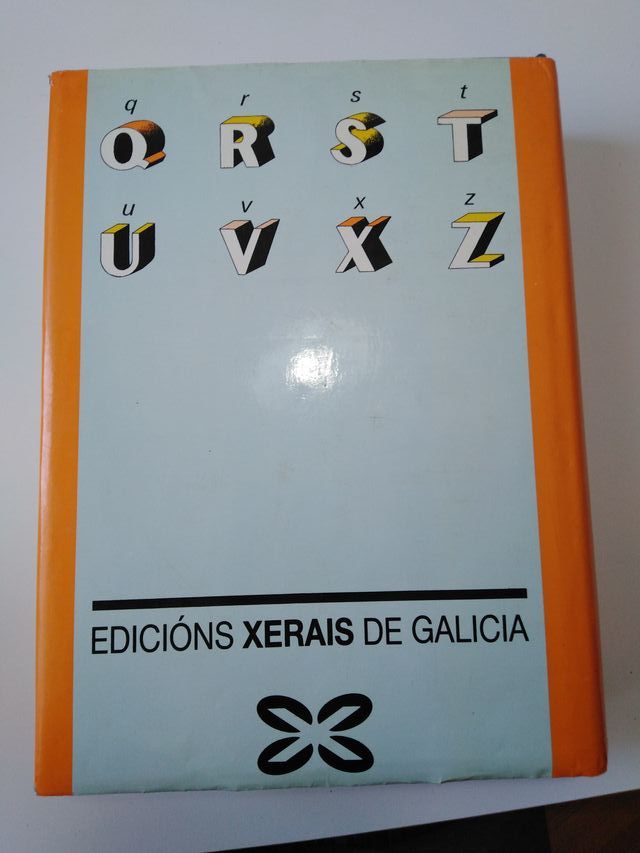 q r s t
Q R S T
u v x z
U V X Z
EDICIÓNS XERAIS DE GALICIA